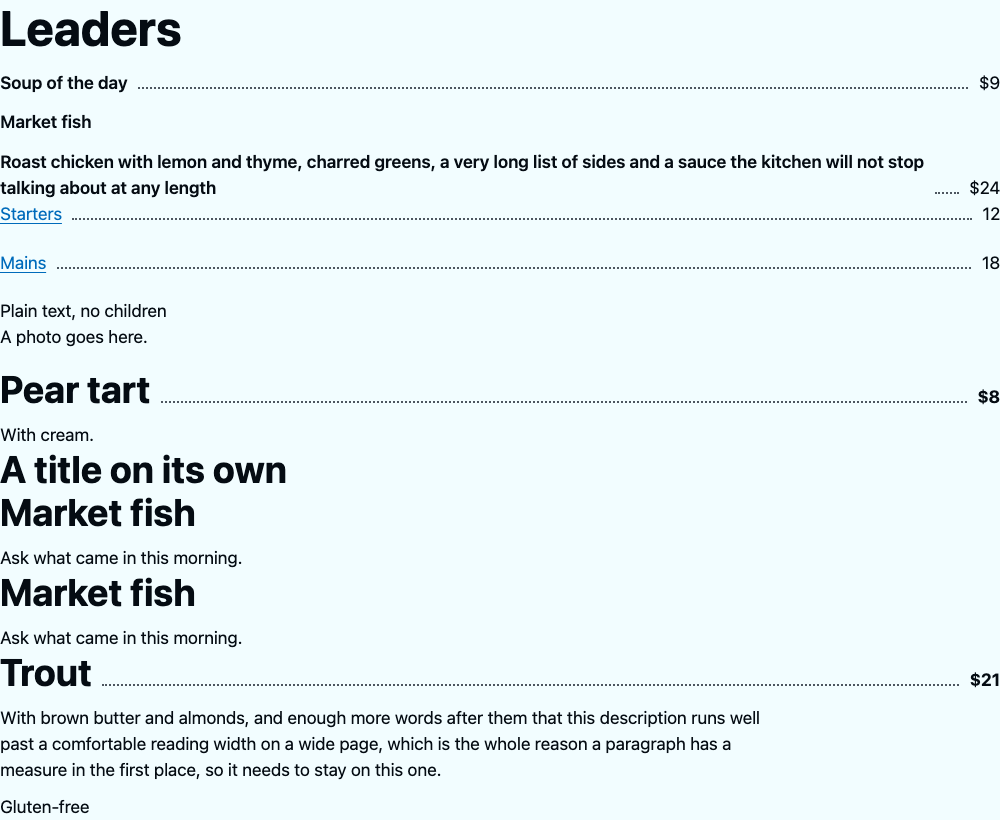 Leaders
Soup of the day $9
Market fish
Roast chicken with lemon and thyme, charred greens, a very long list of sides and a sauce the kitchen will not stop
talking about at any length $24
Starters 12
Mains 18
Plain text, no children
A photo goes here.
Pear tart $8
With cream.
A title on its own
Market fish
Ask what came in this morning.
Market fish
Ask what came in this morning.
Trout $21
With brown butter and almonds, and enough more words after them that this description runs well
past a comfortable reading width on a wide page, which is the whole reason a paragraph has a
measure in the first place, so it needs to stay on this one.
Gluten-free